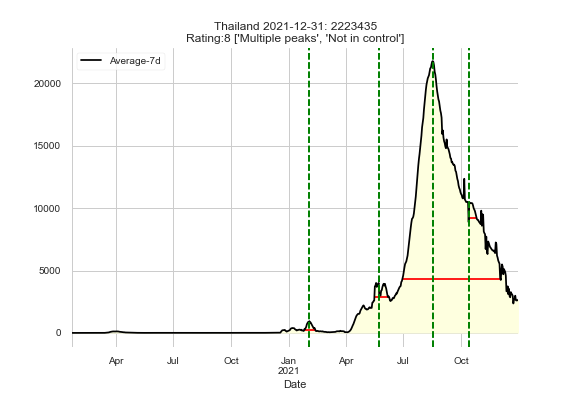 Thailand 2021-12-31: 2223435
Rating:8 ['Multiple peaks', 'Not in control']
Average-7d
20000
15000
10000
5000
0
Apr Jul Oct Jan Apr Jul Oct
2021
Date